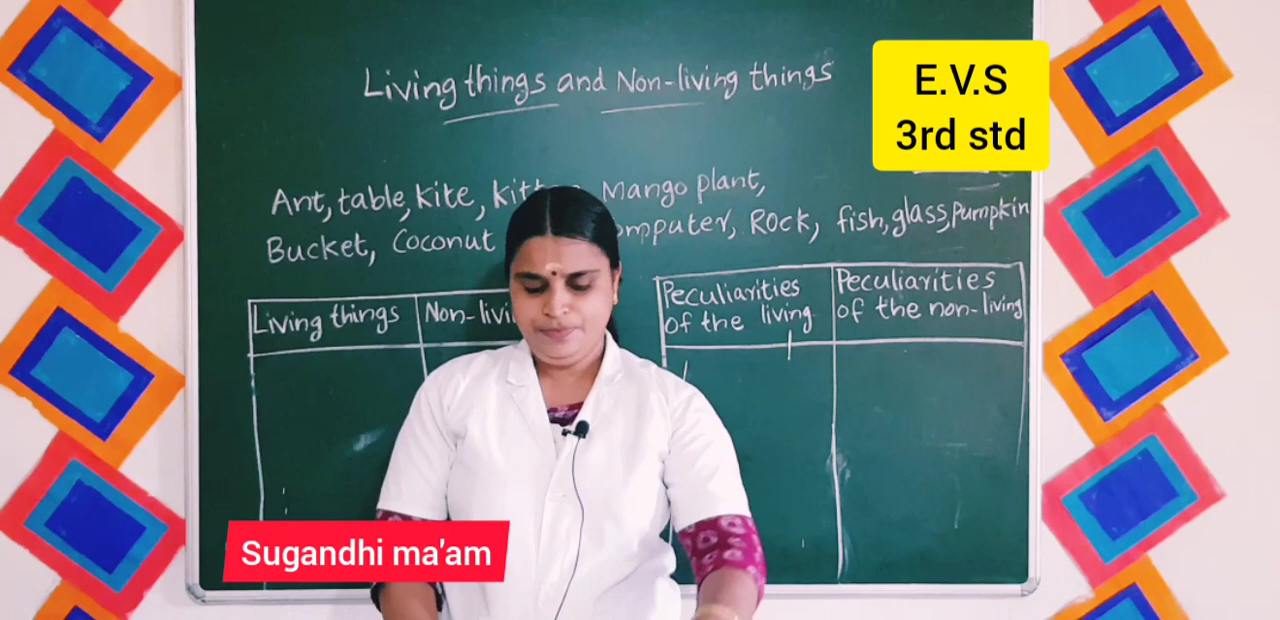 Living things and Non-living things
E.V.S
3rd std
Ant, table, kite, Mango plant,
Bucket, Coconut Rock, fish, glass, Pumpkin
Living things
Peculiarities
of the living
Peculiarities
of the non-living
Sugandhi ma'am